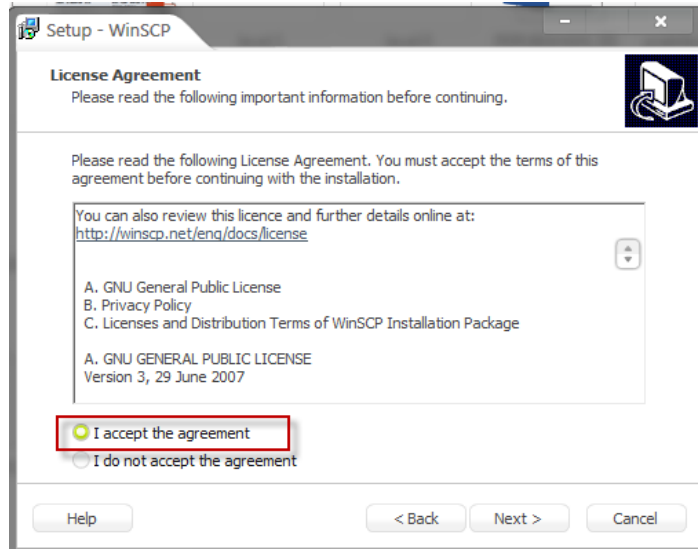 Setup - WinSCP
License Agreement
Please read the following important information before continuing.
Please read the following License Agreement. You must accept the terms of this
agreement before continuing with the installation.
You can also review this licence and further details online at:
http://winscp.net/eng/docs/license
A. GNU General Public License
B. Privacy Policy
C. Licenses and Distribution Terms of WinSCP Installation Package
A. GNU GENERAL PUBLIC LICENSE
Version 3, 29 June 2007
I accept the agreement
I do not accept the agreement
Help
< Back
Next >
Cancel